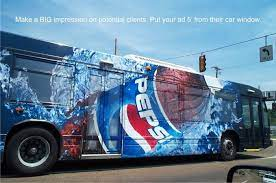 Make a BIG impression on potential clients. Put your ad 5' from their car window...
PEPSI